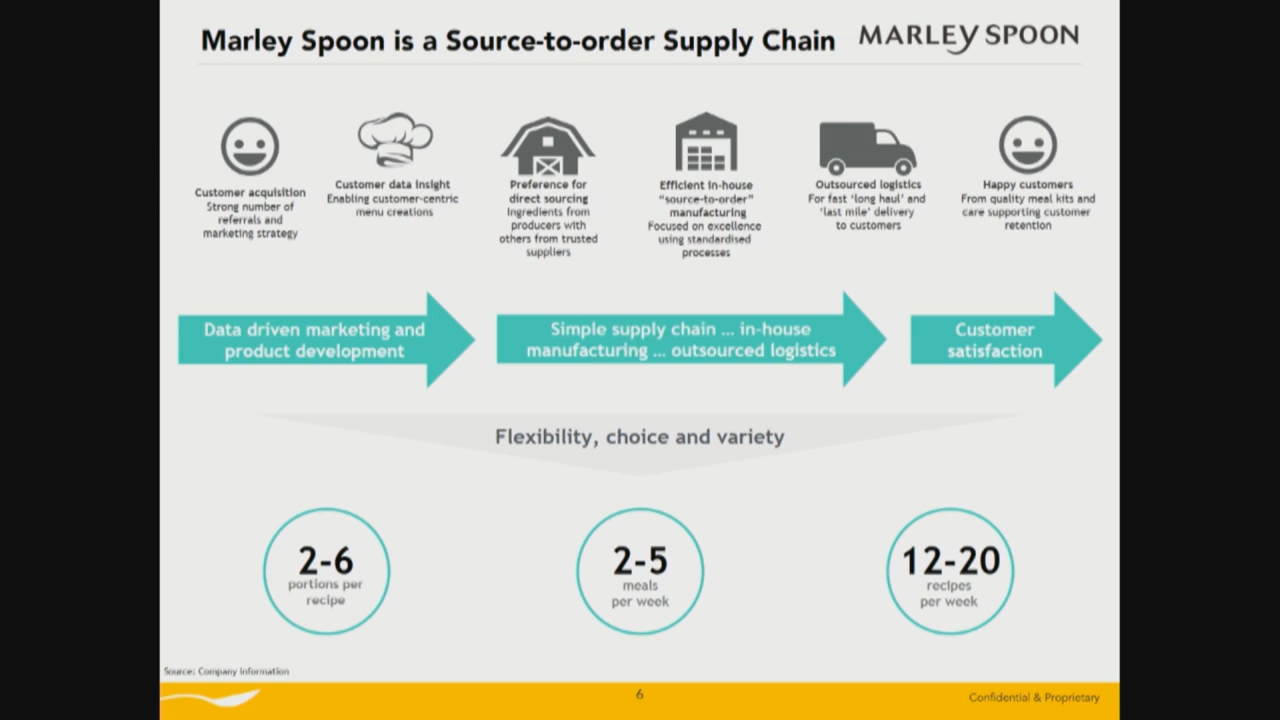 Marley Spoon is a Source-to-order Supply Chain
MARLEY SPOON
Customer acquisition
Strong number of
referrals and
marketing strategy
Customer data insight
Enabling customer-centric
menu creations
Preference for
direct sourcing
Ingredients from
producers with
others from trusted
suppliers
Efficient in-house
"source-to-order"
manufacturing
Focused on excellence
using standardised
processes
Outsourced logistics
For fast 'long haul' and
'last mile' delivery
to customers
Happy customers
From quality meal kits and
care supporting customer
retention
Data driven marketing and
product development
Simple supply chain ... in-house
manufacturing ... outsourced logistics
Customer
satisfaction
Flexibility, choice and variety
2-6
portions per
recipe
2-5
meals
per week
12-20
recipes
per week
Source: Company Information
6
Confidential & Proprietary